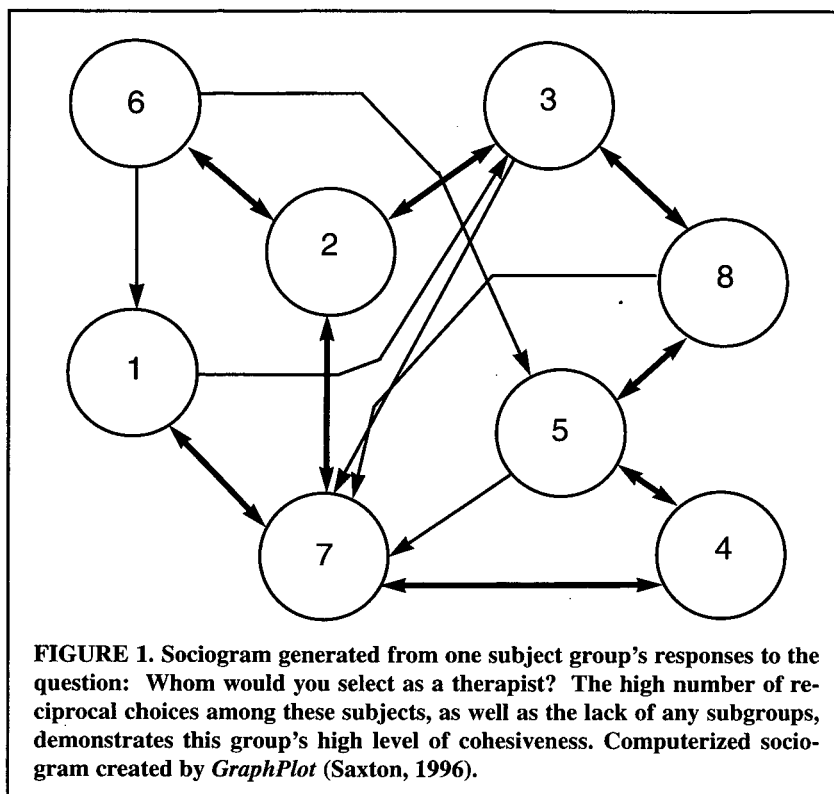 6
3
2
8
1
5
7
4
FIGURE 1. Sociogram generated from one subject group's responses to the
question: Whom would you select as a therapist? The high number of re-
ciprocal choices among these subjects, as well as the lack of any subgroups,
demonstrates this group's high level of cohesiveness. Computerized socio-
gram created by GraphPlot (Saxton, 1996).